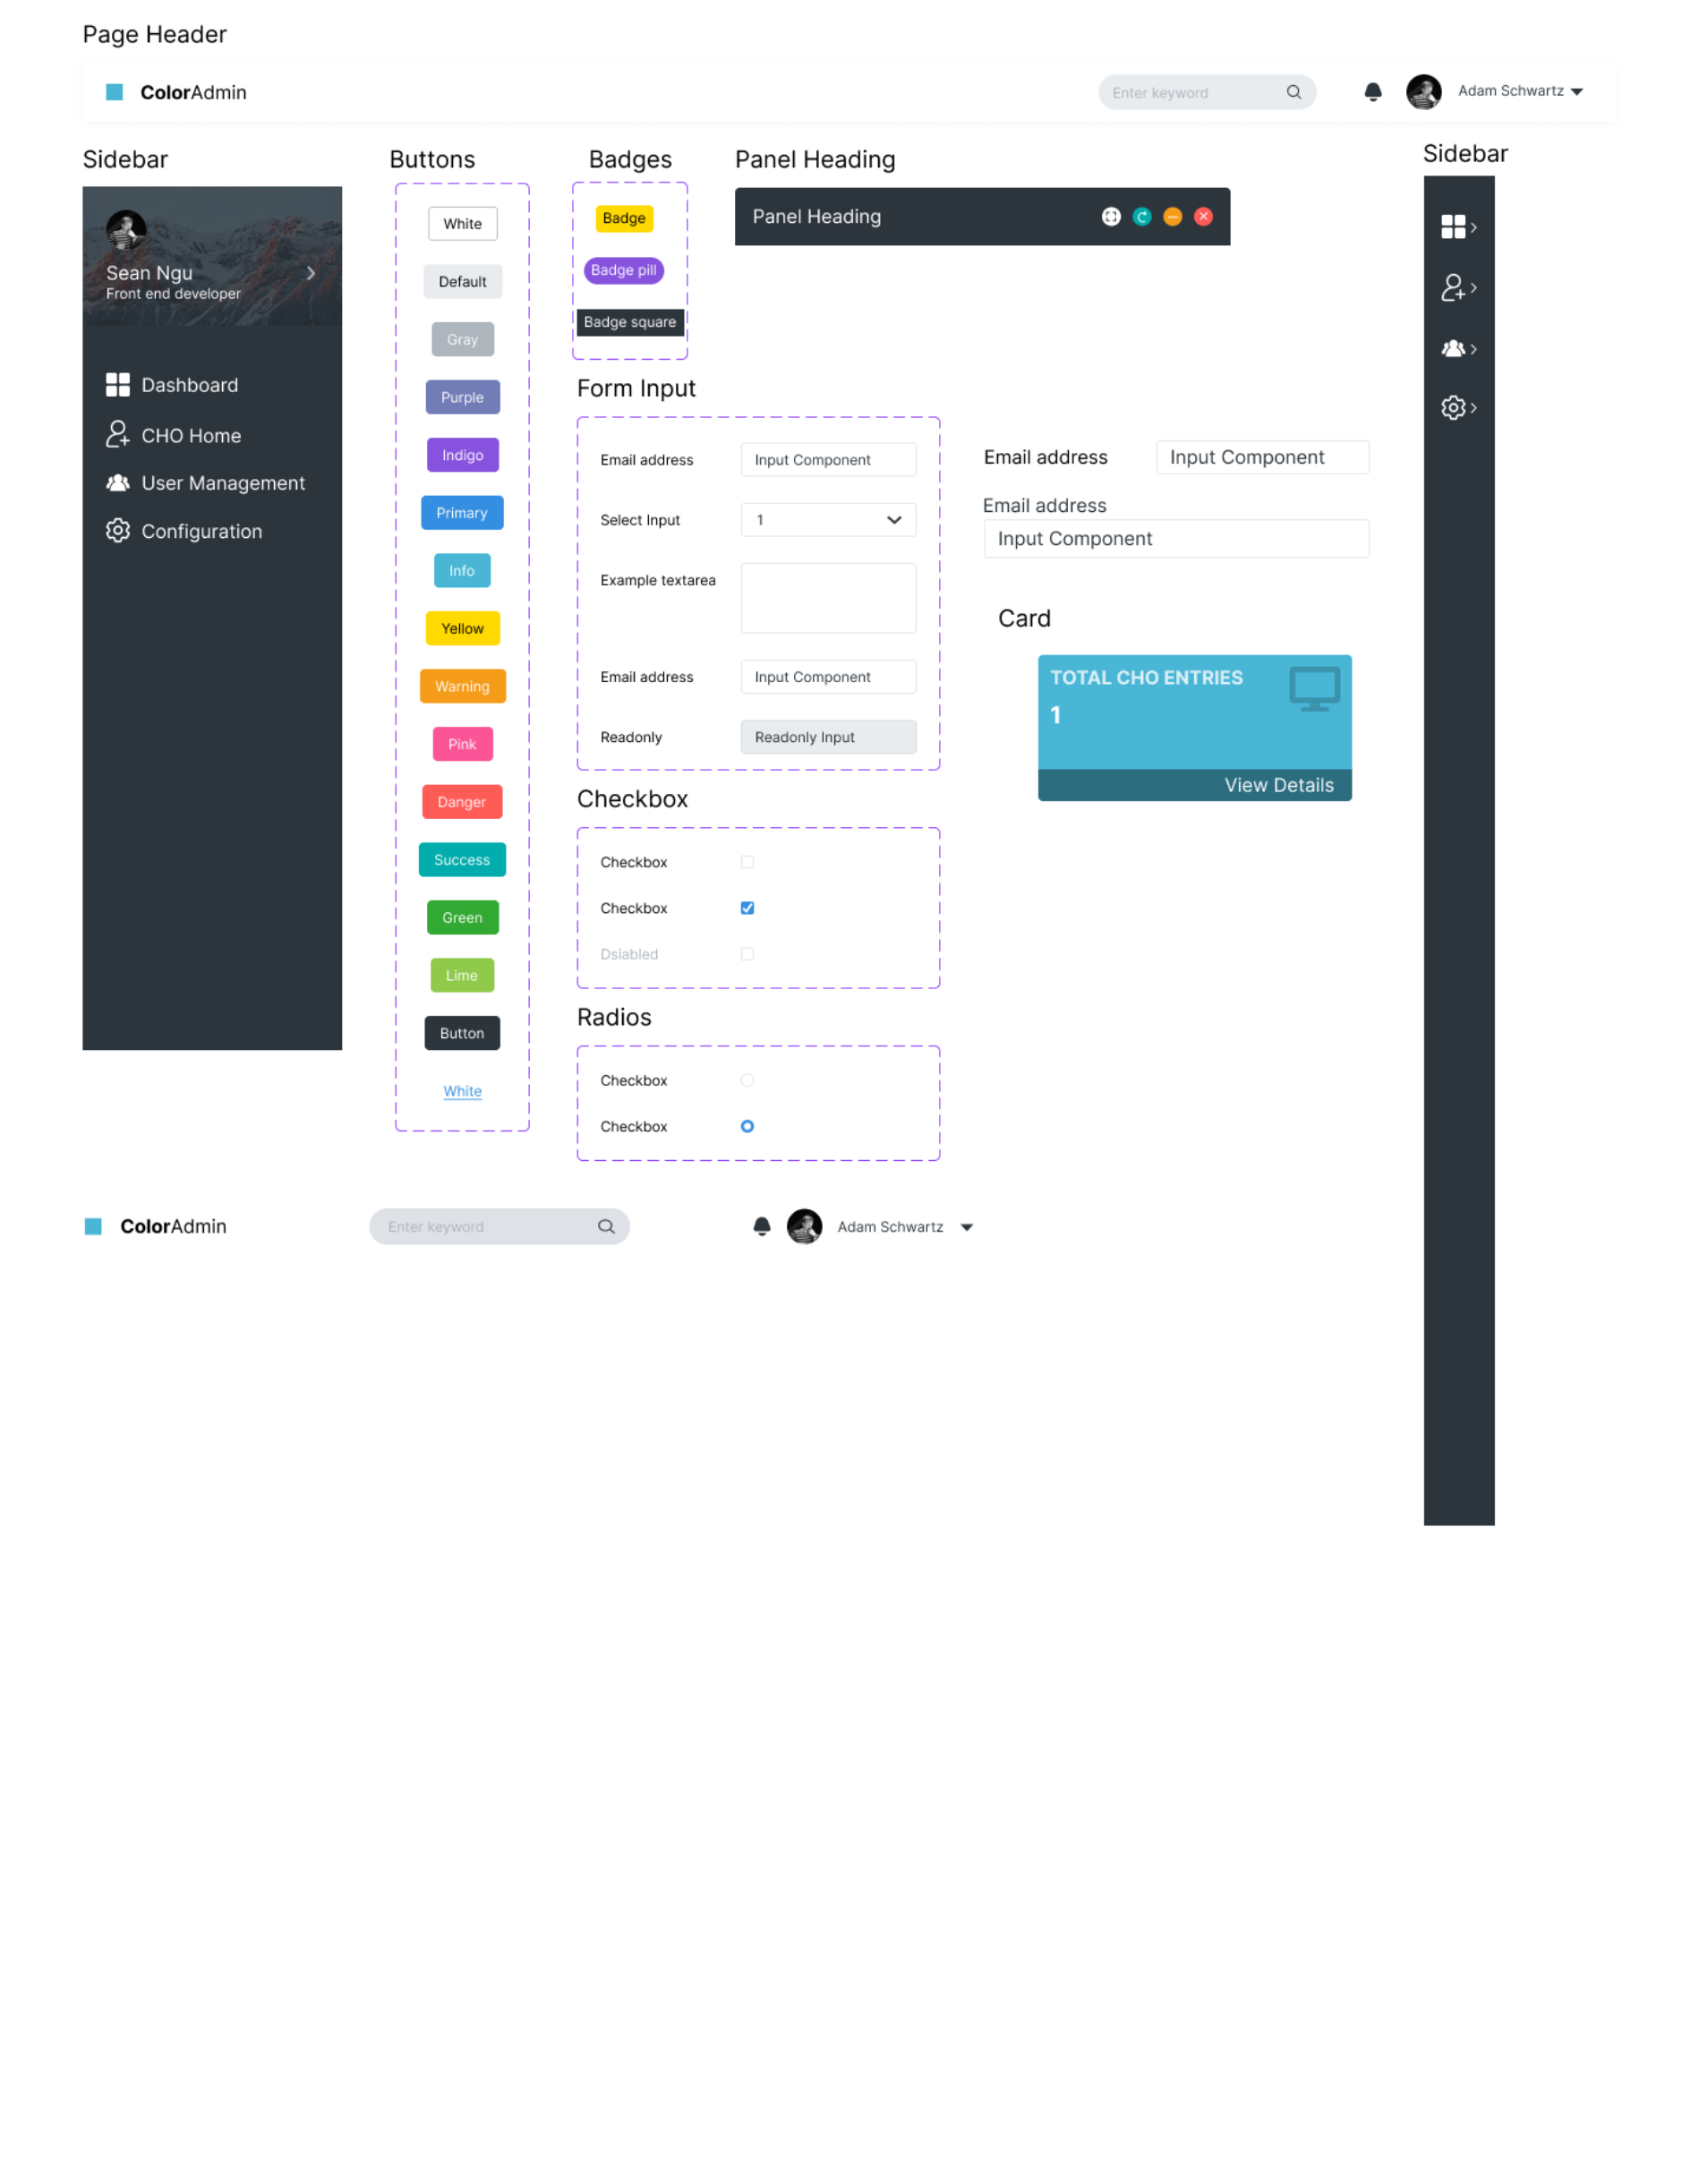 Page Header
ColorAdmin
Enter keyword
Adam Schwartz
Sidebar
Sean Ngu
Front end developer
Dashboard
CHO Home
User Management
Configuration
Buttons
White
Default
Gray
Purple
Indigo
Primary
Info
Yellow
Warning
Pink
Danger
Success
Green
Lime
Button
White
Badges
Badge
Badge pill
Badge square
Panel Heading
Panel Heading
Form Input
Email address
Input Component
Select Input
1
Example textarea
Email address
Input Component
Readonly
Readonly Input
Checkbox
Checkbox
Checkbox
Dsiabled
Radios
Checkbox
Checkbox
Email address
Input Component
Email address
Input Component
Card
TOTAL CHO ENTRIES
1
View Details
Sidebar
ColorAdmin
Enter keyword
Adam Schwartz